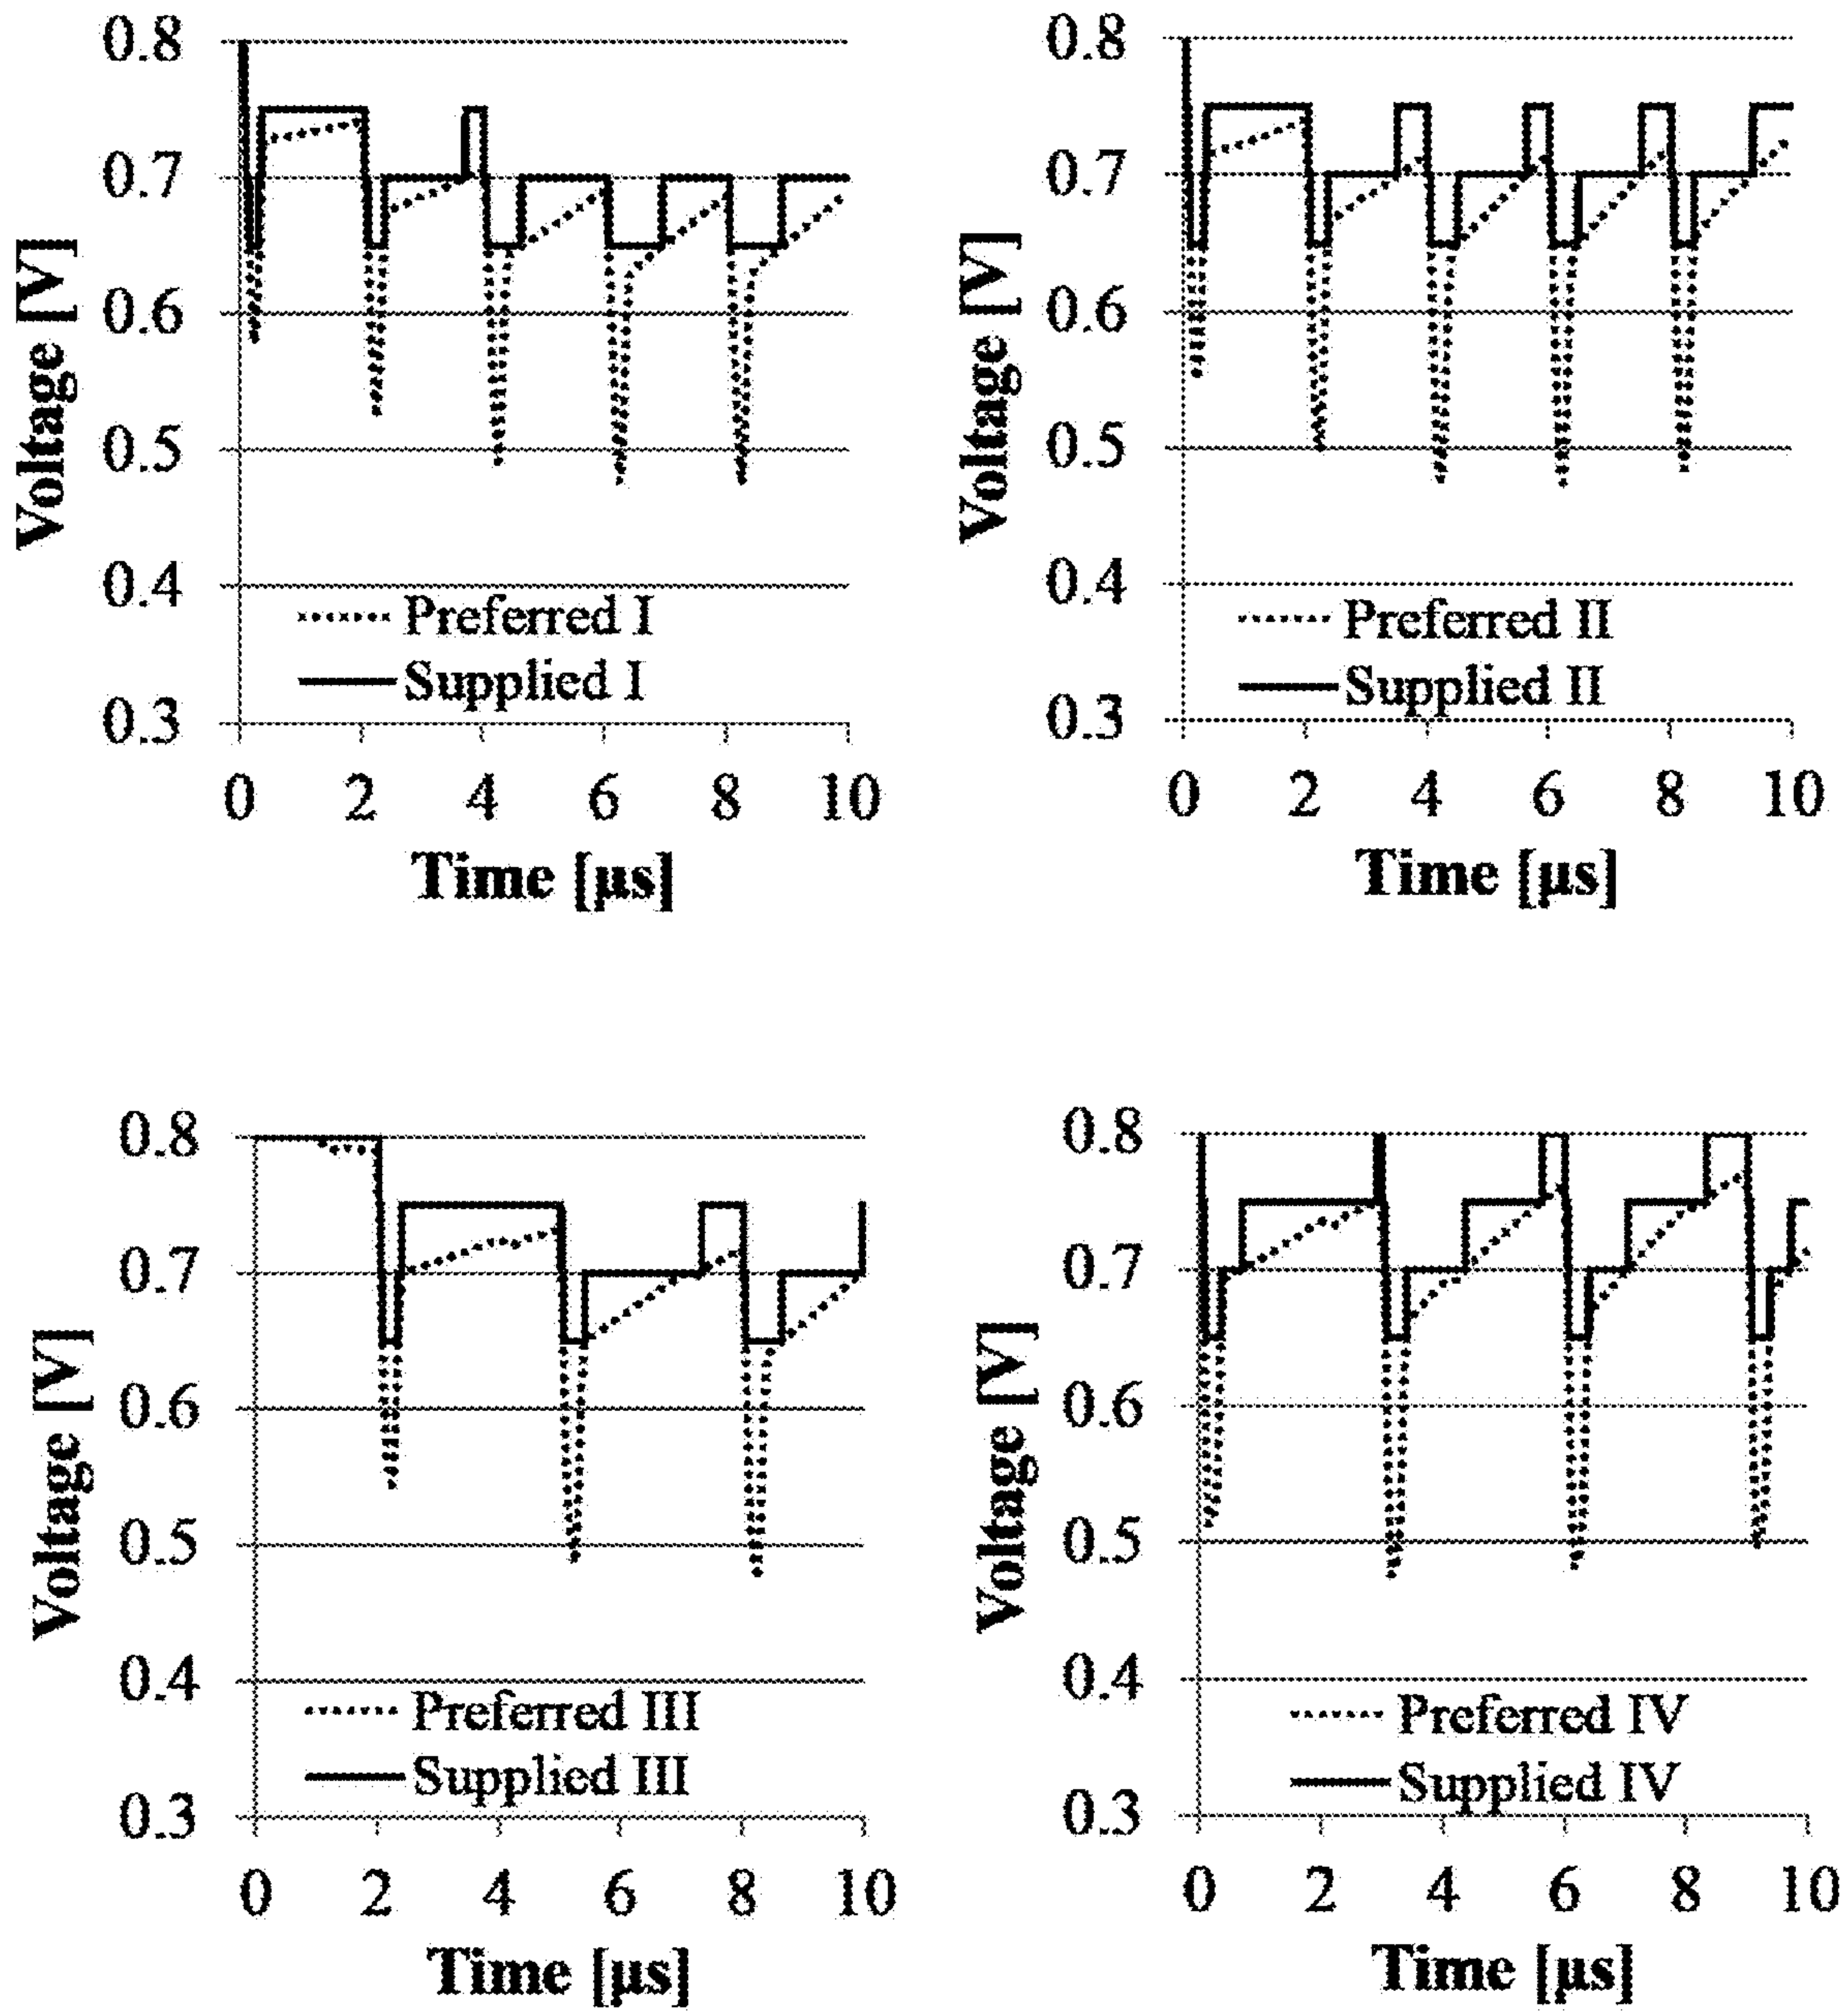 0.8
0.7
0.6
0.5
0.4
0.3
Voltage [V]
Preferred I
Supplied I
0 2 4 6 8 10
Time [μs]
0.8
0.7
0.6
0.5
0.4
0.3
Voltage [V]
Preferred II
Supplied II
0 2 4 6 8 10
Time [μs]
0.8
0.7
0.6
0.5
0.4
0.3
Voltage [V]
Preferred III
Supplied III
0 2 4 6 8 10
Time [μs]
0.8
0.7
0.6
0.5
0.4
0.3
Voltage [V]
Preferred IV
Supplied IV
0 2 4 6 8 10
Time [μs]